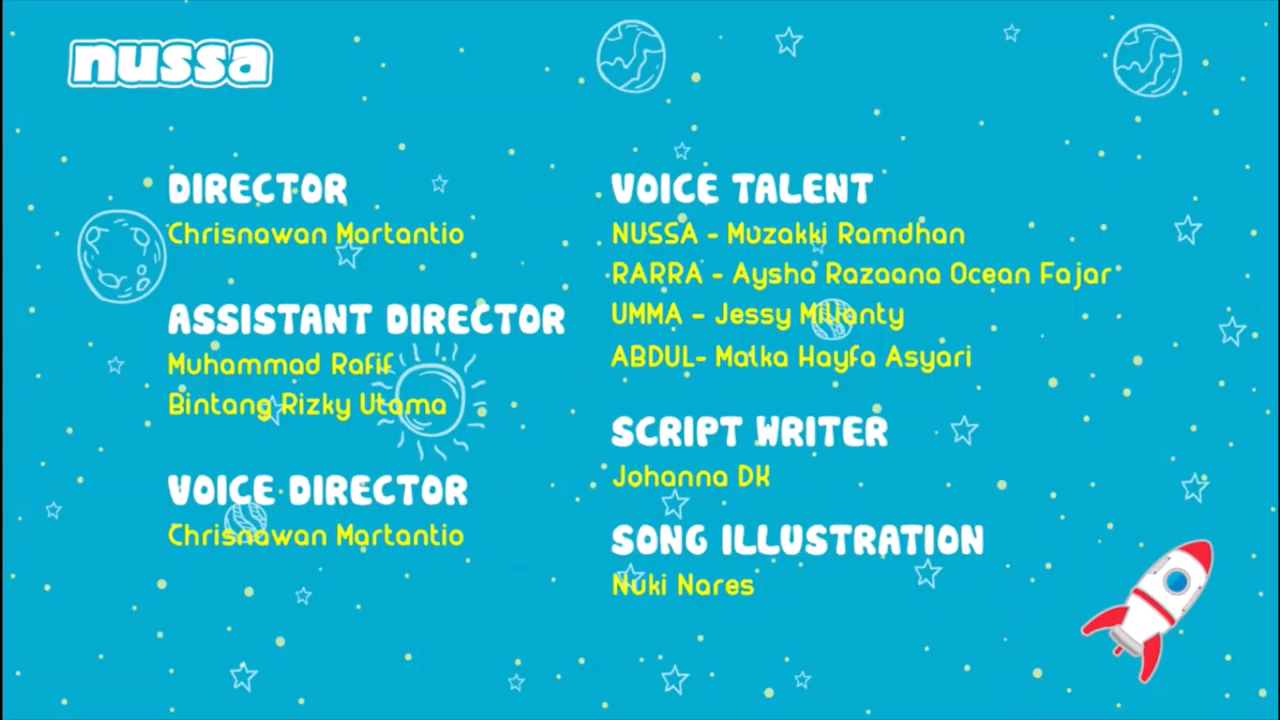 nussa
DIRECTOR
Chrisnawan Martantio
ASSISTANT DIRECTOR
Muhammad Rafif
Bintang Rizky Utama
VOICE DIRECTOR
Chrisnawan Martantio
VOICE TALENT
NUSSA - Muzakki Ramdhan
RARRA - Aysha Razaana Ocean Fajar
UMMA - Jessy Milianty
ABDUL- Malka Hayfa Asyari
SCRIPT WRITER
Johanna DK
SONG ILLUSTRATION
Nuki Nares